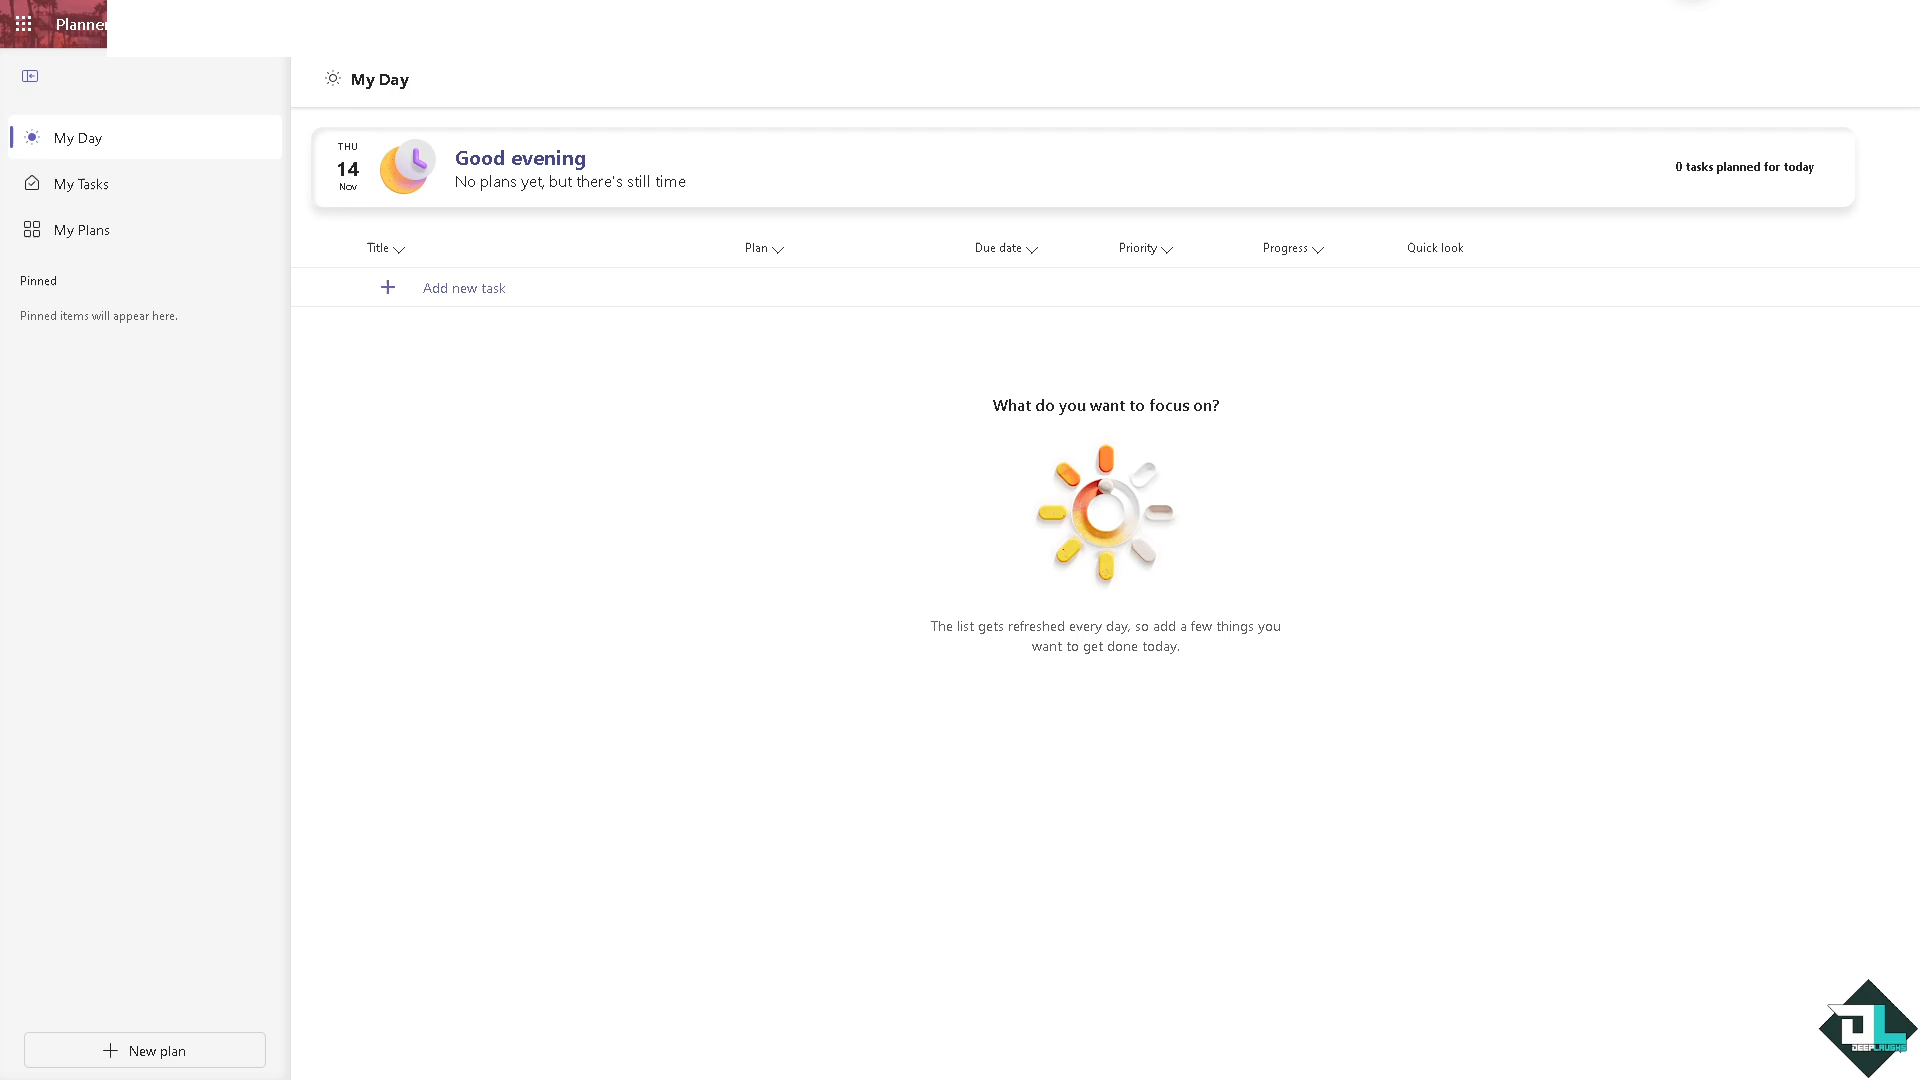 Planner
My Day
My Day
My Tasks
My Plans
Pinned
Pinned items will appear here.
THU
14
Nov
Good evening
No plans yet, but there's still time
0 tasks planned for today
Title
Plan
Due date
Priority
Progress
Quick look
Add new task
What do you want to focus on?
The list gets refreshed every day, so add a few things you
want to get done today.
New plan
DEEPLAUGHS